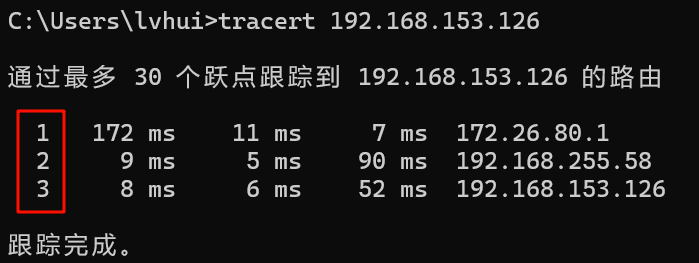 C:\Users\lvhui>tracert 192.168.153.126
通过最多 30 个跃点跟踪到 192.168.153.126 的路由
1 172 ms 11 ms 7 ms 172.26.80.1
2 9 ms 5 ms 90 ms 192.168.255.58
3 8 ms 6 ms 52 ms 192.168.153.126
跟踪完成。